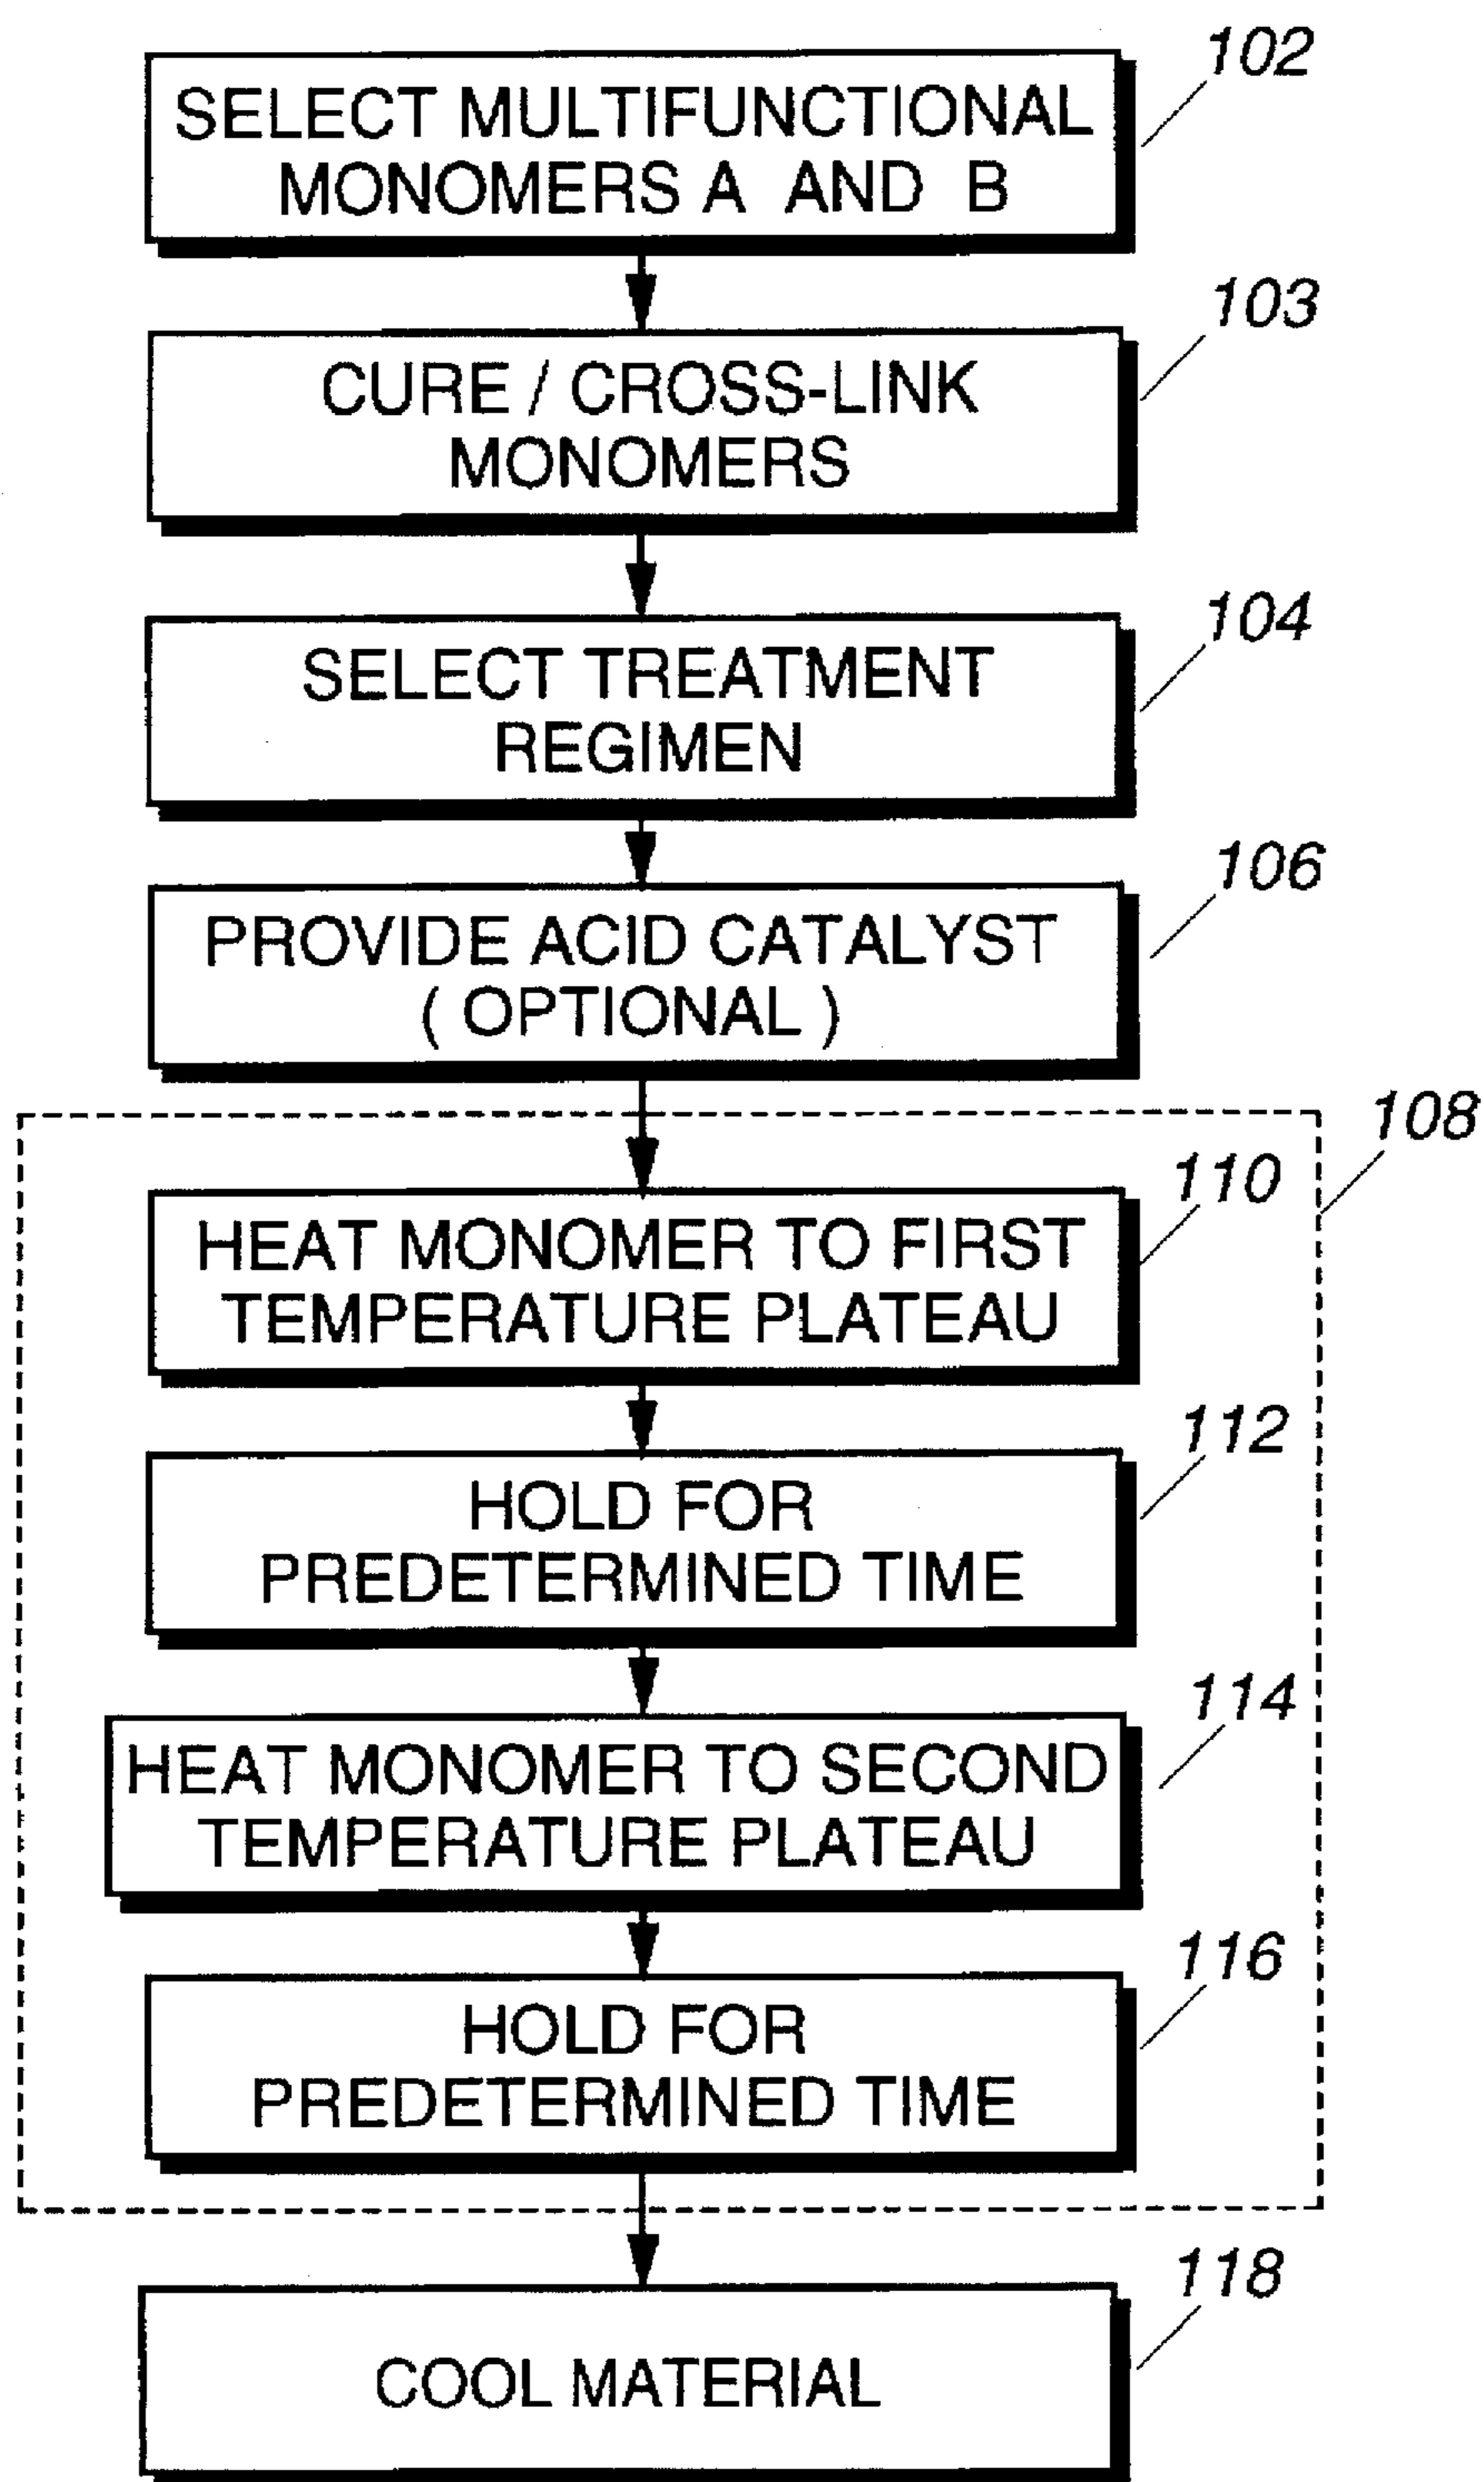 102
SELECT MULTIFUNCTIONAL
MONOMERS A AND B
103
CURE / CROSS-LINK
MONOMERS
104
SELECT TREATMENT
REGIMEN
106
PROVIDE ACID CATALYST
( OPTIONAL )
108
110
HEAT MONOMER TO FIRST
TEMPERATURE PLATEAU
112
HOLD FOR
PREDETERMINED TIME
114
HEAT MONOMER TO SECOND
TEMPERATURE PLATEAU
116
HOLD FOR
PREDETERMINED TIME
118
COOL MATERIAL